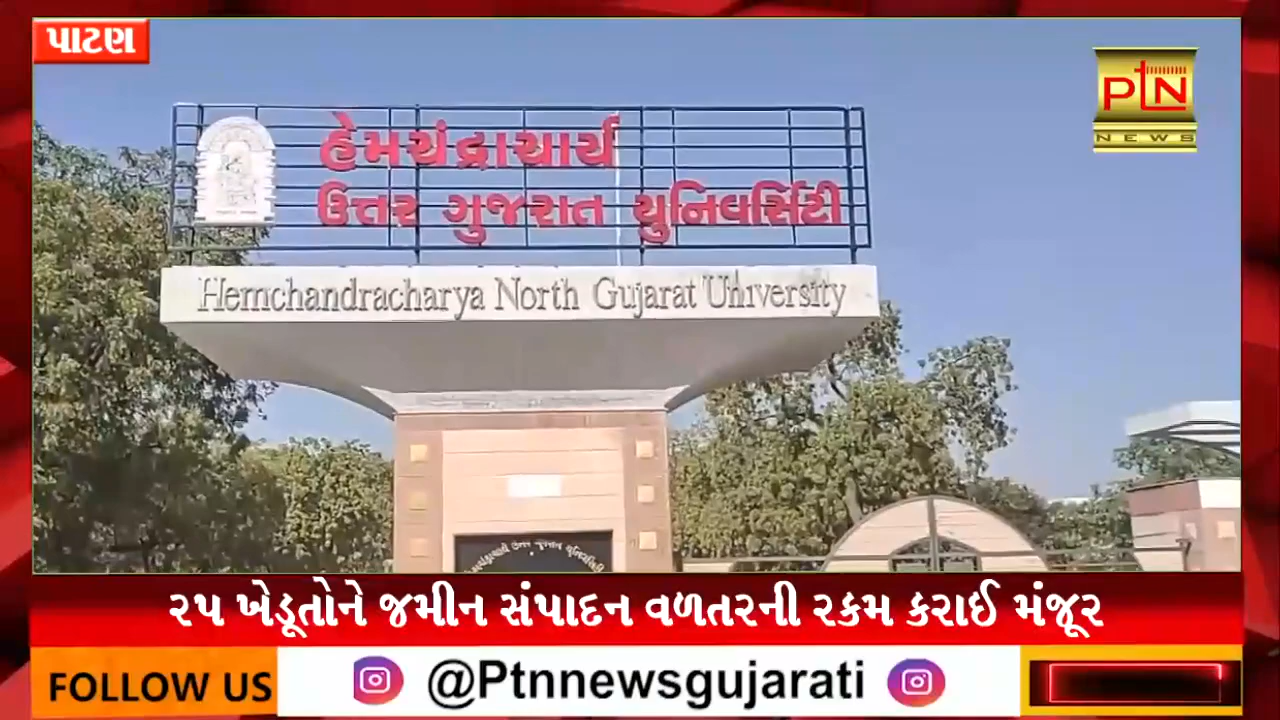 પાટણ
PTN
NEWS
હેમચંદ્રાચાર્ય
ઉત્તર ગુજરાત યુનિવર્સિટી
Hemchandracharya North Gujarat University
૨૫ ખેડૂતોને જમીન સંપાદન વળતરની રકમ કરાઈ મંજૂર
FOLLOW US
@Ptnnewsgujarati